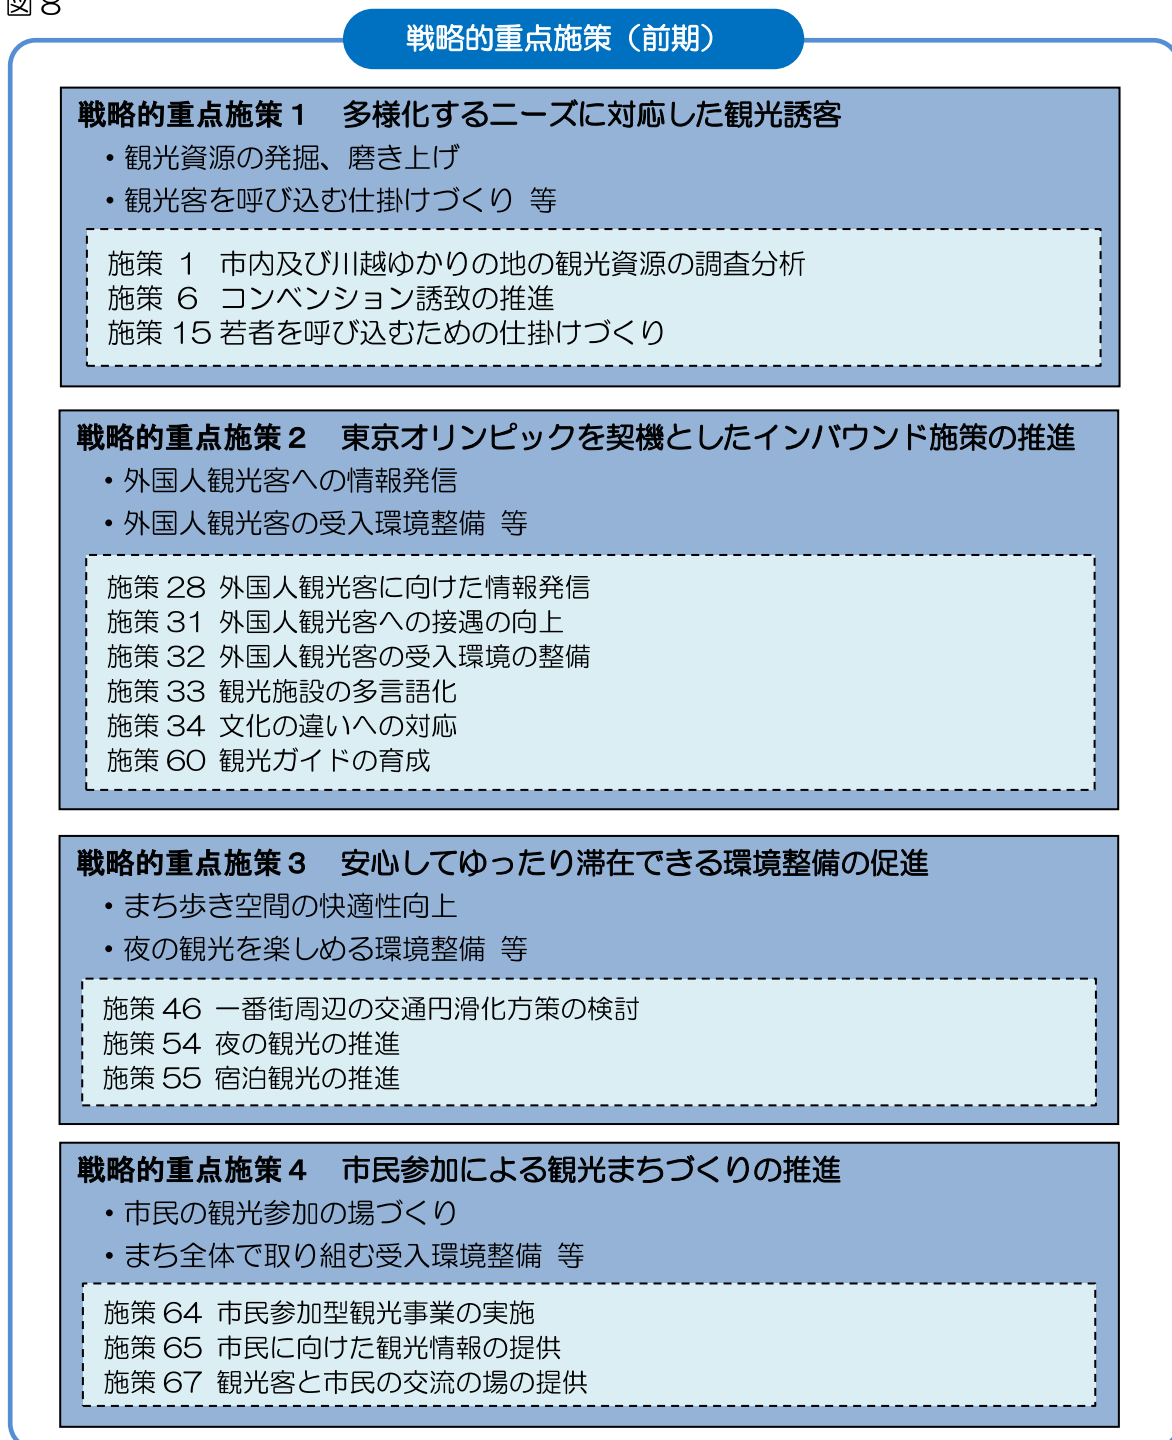 図８
戦略的重点施策（前期）
戦略的重点施策１　多様化するニーズに対応した観光誘客
・観光資源の発掘、磨き上げ
・観光客を呼び込む仕掛けづくり 等
施策 1 市内及び川越ゆかりの地の観光資源の調査分析
施策 6 コンベンション誘致の推進
施策 15 若者を呼び込むための仕掛けづくり
戦略的重点施策２　東京オリンピックを契機としたインバウンド施策の推進
・外国人観光客への情報発信
・外国人観光客の受入環境整備 等
施策 28 外国人観光客に向けた情報発信
施策 31 外国人観光客への接遇の向上
施策 32 外国人観光客の受入環境の整備
施策 33 観光施設の多言語化
施策 34 文化の違いへの対応
施策 60 観光ガイドの育成
戦略的重点施策３　安心してゆったり滞在できる環境整備の促進
・まち歩き空間の快適性向上
・夜の観光を楽しめる環境整備 等
施策 46 一番街周辺の交通円滑化方策の検討
施策 54 夜の観光の推進
施策 55 宿泊観光の推進
戦略的重点施策４　市民参加による観光まちづくりの推進
・市民の観光参加の場づくり
・まち全体で取り組む受入環境整備 等
施策 64 市民参加型観光事業の実施
施策 65 市民に向けた観光情報の提供
施策 67 観光客と市民の交流の場の提供